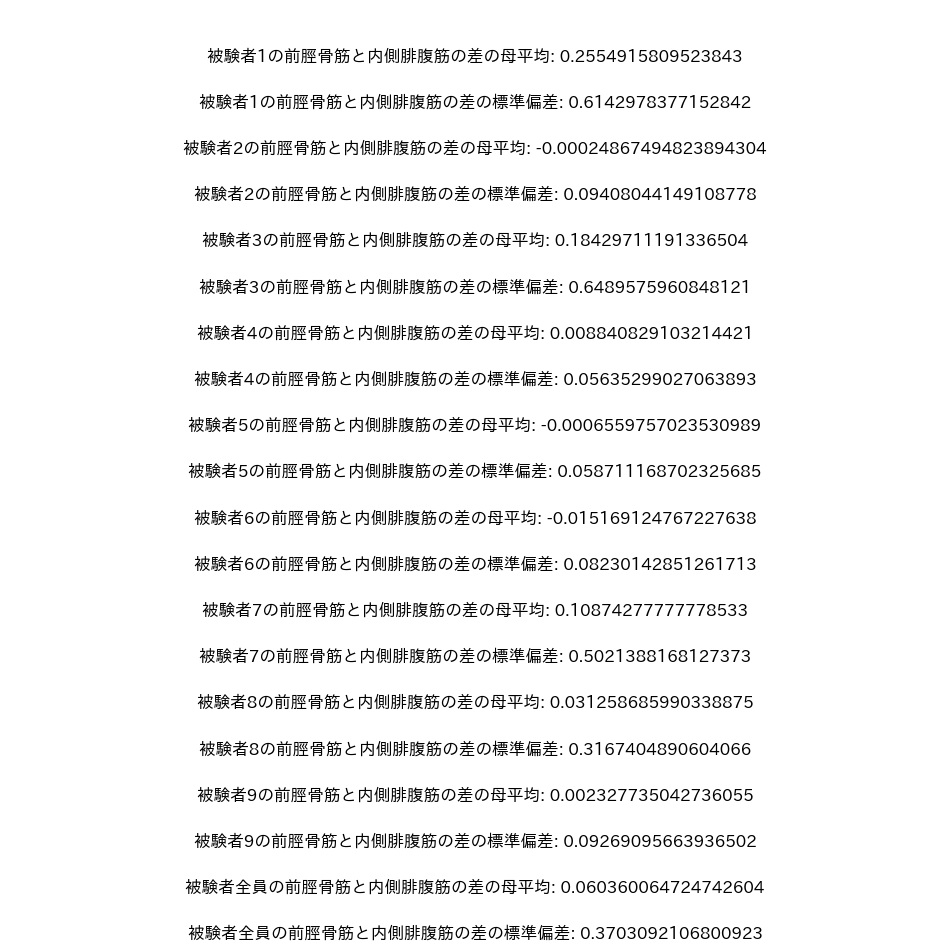 被験者1の前脛骨筋と内側腓腹筋の差の母平均: 0.2554915809523843
被験者1の前脛骨筋と内側腓腹筋の差の標準偏差: 0.6142978377152842
被験者2の前脛骨筋と内側腓腹筋の差の母平均: -0.00024867494823894304
被験者2の前脛骨筋と内側腓腹筋の差の標準偏差: 0.09408044149108778
被験者3の前脛骨筋と内側腓腹筋の差の母平均: 0.18429711191336504
被験者3の前脛骨筋と内側腓腹筋の差の標準偏差: 0.6489575960848121
被験者4の前脛骨筋と内側腓腹筋の差の母平均: 0.008840829103214421
被験者4の前脛骨筋と内側腓腹筋の差の標準偏差: 0.05635299027063893
被験者5の前脛骨筋と内側腓腹筋の差の母平均: -0.0006559757023530989
被験者5の前脛骨筋と内側腓腹筋の差の標準偏差: 0.058711168702325685
被験者6の前脛骨筋と内側腓腹筋の差の母平均: -0.015169124767227638
被験者6の前脛骨筋と内側腓腹筋の差の標準偏差: 0.08230142851261713
被験者7の前脛骨筋と内側腓腹筋の差の母平均: 0.10874277777778533
被験者7の前脛骨筋と内側腓腹筋の差の標準偏差: 0.5021388168127373
被験者8の前脛骨筋と内側腓腹筋の差の母平均: 0.031258685990338875
被験者8の前脛骨筋と内側腓腹筋の差の標準偏差: 0.3167404890604066
被験者9の前脛骨筋と内側腓腹筋の差の母平均: 0.002327735042736055
被験者9の前脛骨筋と内側腓腹筋の差の標準偏差: 0.09269095663936502
被験者全員の前脛骨筋と内側腓腹筋の差の母平均: 0.060360064724742604
被験者全員の前脛骨筋と内側腓腹筋の差の標準偏差: 0.3703092106800923